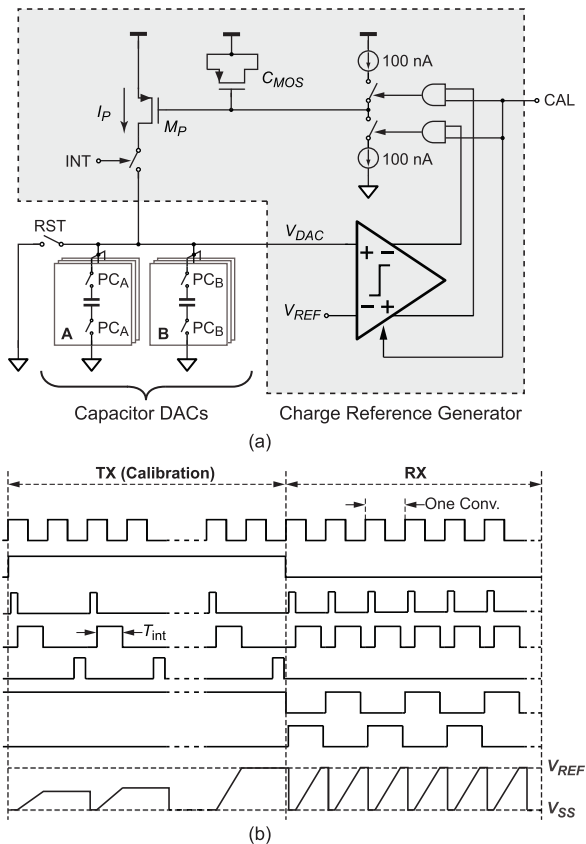 100 nA
C_MOS
I_P
M_P
CAL
100 nA
INT
RST
V_DAC
+ −
PC_A
PC_B
V_REF
− +
A PC_A
B PC_B
Capacitor DACs
Charge Reference Generator
(a)
TX (Calibration)
RX
One Conv.
T_int
V_REF
V_SS
(b)